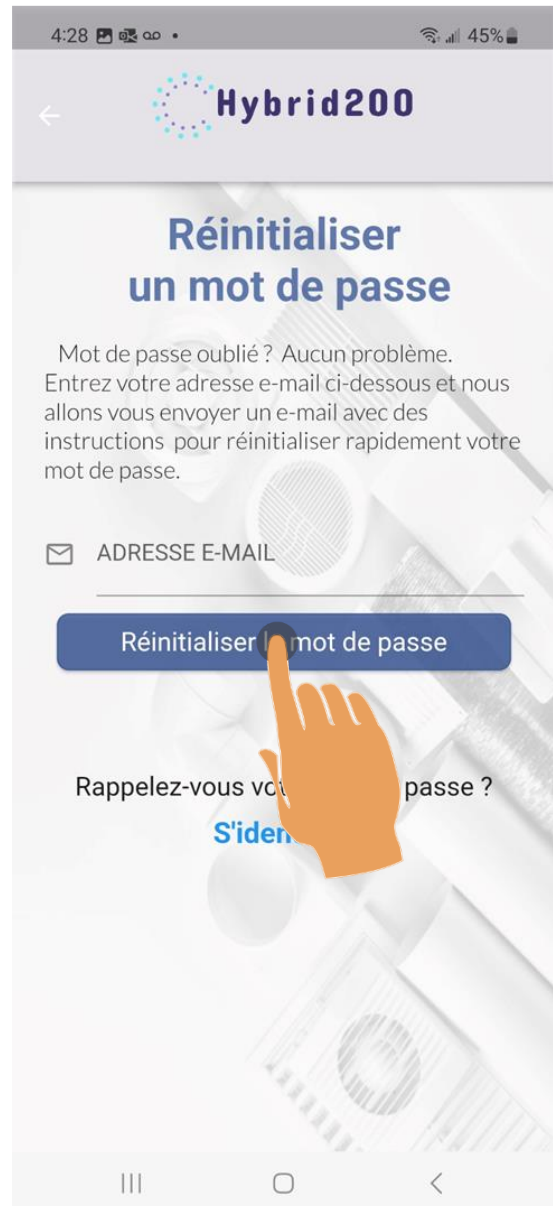 4:28
45%
Hybrid200
Réinitialiser
un mot de passe
Mot de passe oublié ? Aucun problème.
Entrez votre adresse e-mail ci-dessous et nous
allons vous envoyer un e-mail avec des
instructions pour réinitialiser rapidement votre
mot de passe.
ADRESSE E-MAIL
Réinitialiser mot de passe
Rappelez-vous passe ?